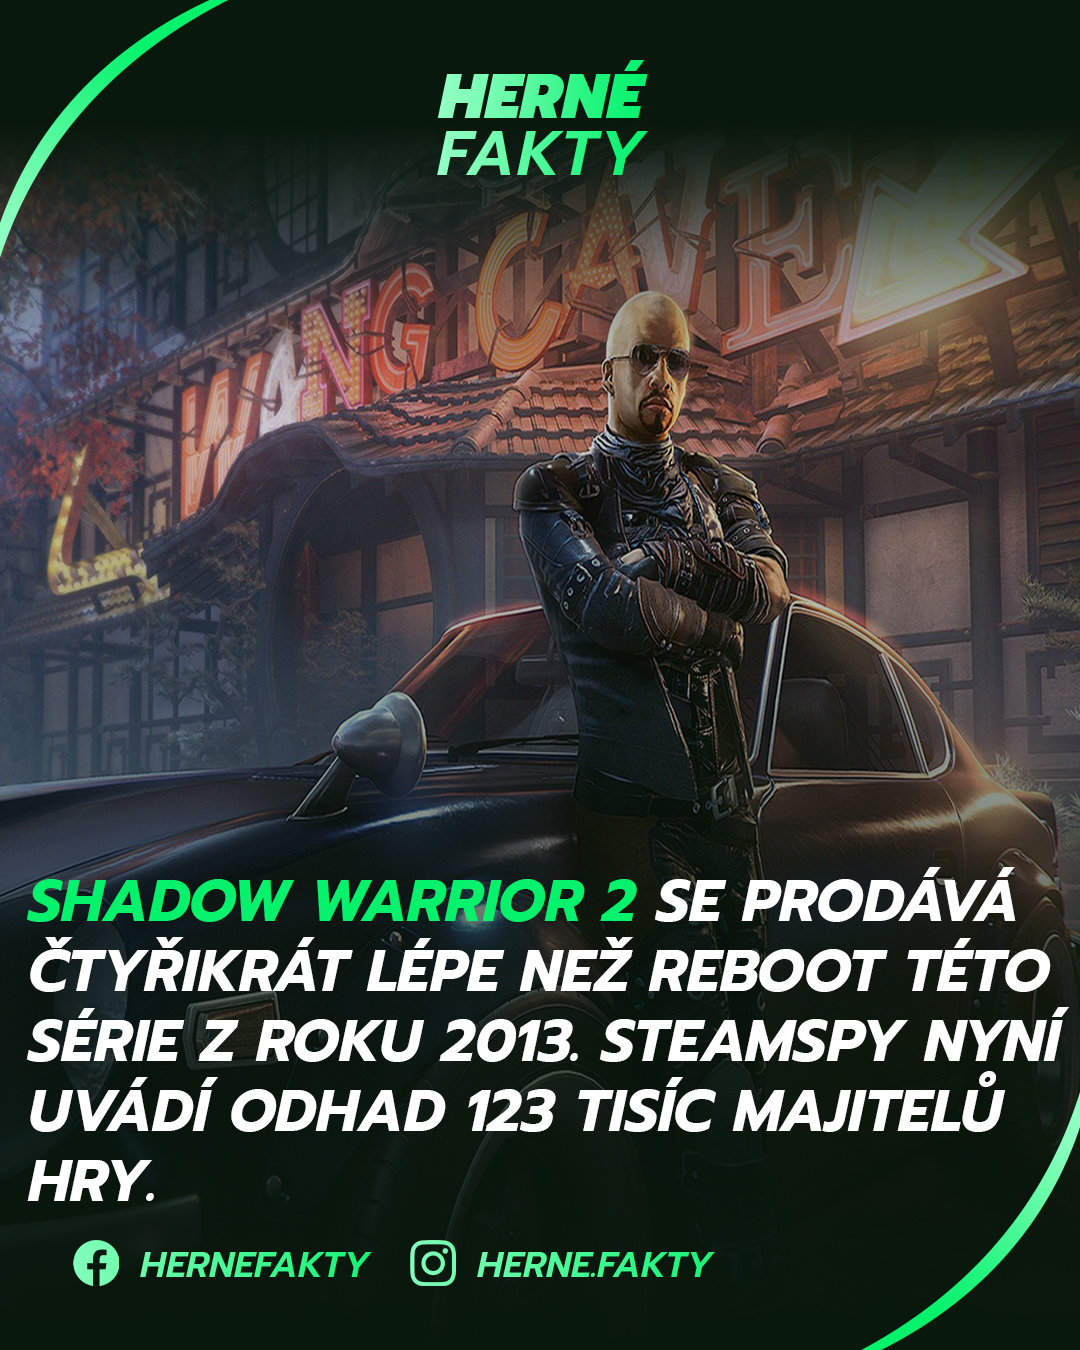 HERNÉ
FAKTY
WANG CAVE
SHADOW WARRIOR 2 SE PRODÁVÁ
ČTYŘIKRÁT LÉPE NEŽ REBOOT TÉTO
SÉRIE Z ROKU 2013. STEAMSPY NYNÍ
UVÁDÍ ODHAD 123 TISÍC MAJITELŮ
HRY.
HERNEFAKTY HERNE.FAKTY